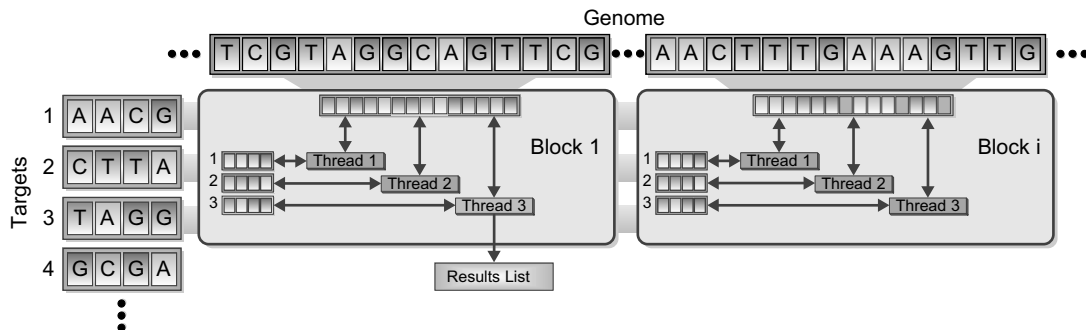 Genome
••• T C G T A G G C A G T T C G ••• A A C T T T G A A A G T T G •••
Targets
1 A A C G
2 C T T A
3 T A G G
4 G C G A
Block 1
1 Thread 1
2 Thread 2
3 Thread 3
Results List
Block i
1 Thread 1
2 Thread 2
3 Thread 3